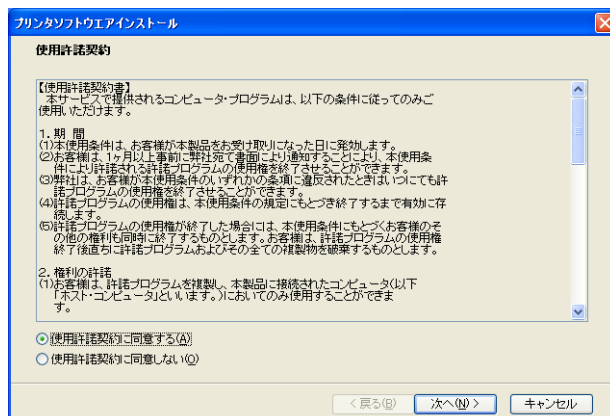 プリンタソフトウエアインストール
使用許諾契約
【使用許諾契約書】
本サービスで提供されるコンピュータ・プログラムは、以下の条件に従ってのみご
使用いただけます。
1. 期 間
(1)本使用条件は、お客様が本製品をお受け取りになった日に発効します。
(2)お客様は、1ヶ月以上事前に弊社宛て書面により通知することにより、本使用条
件により許諾される許諾プログラムの使用権を終了させることができます。
(3)弊社は、お客様が本使用条件のいずれかの条項に違反されたときはいつにても許
諾プログラムの使用権を終了させることができます。
(4)許諾プログラムの使用権は、本使用条件の規定にもとづき終了するまで有効に存
続します。
(5)許諾プログラムの使用権が終了した場合には、本使用条件にもとづくお客様のそ
の他の権利も同時に終了するものとします。お客様は、許諾プログラムの使用権
終了後直ちに許諾プログラムおよびその全ての複製物を破棄するものとします。
2. 権利の許諾
(1)お客様は、許諾プログラムを複製し、本製品に接続されたコンピュータ(以下
「ホスト・コンピュータ」といいます。)においてのみ使用することができま
す。
使用許諾契約に同意する(A)
使用許諾契約に同意しない(O)
< 戻る(B) 次へ(N) > キャンセル